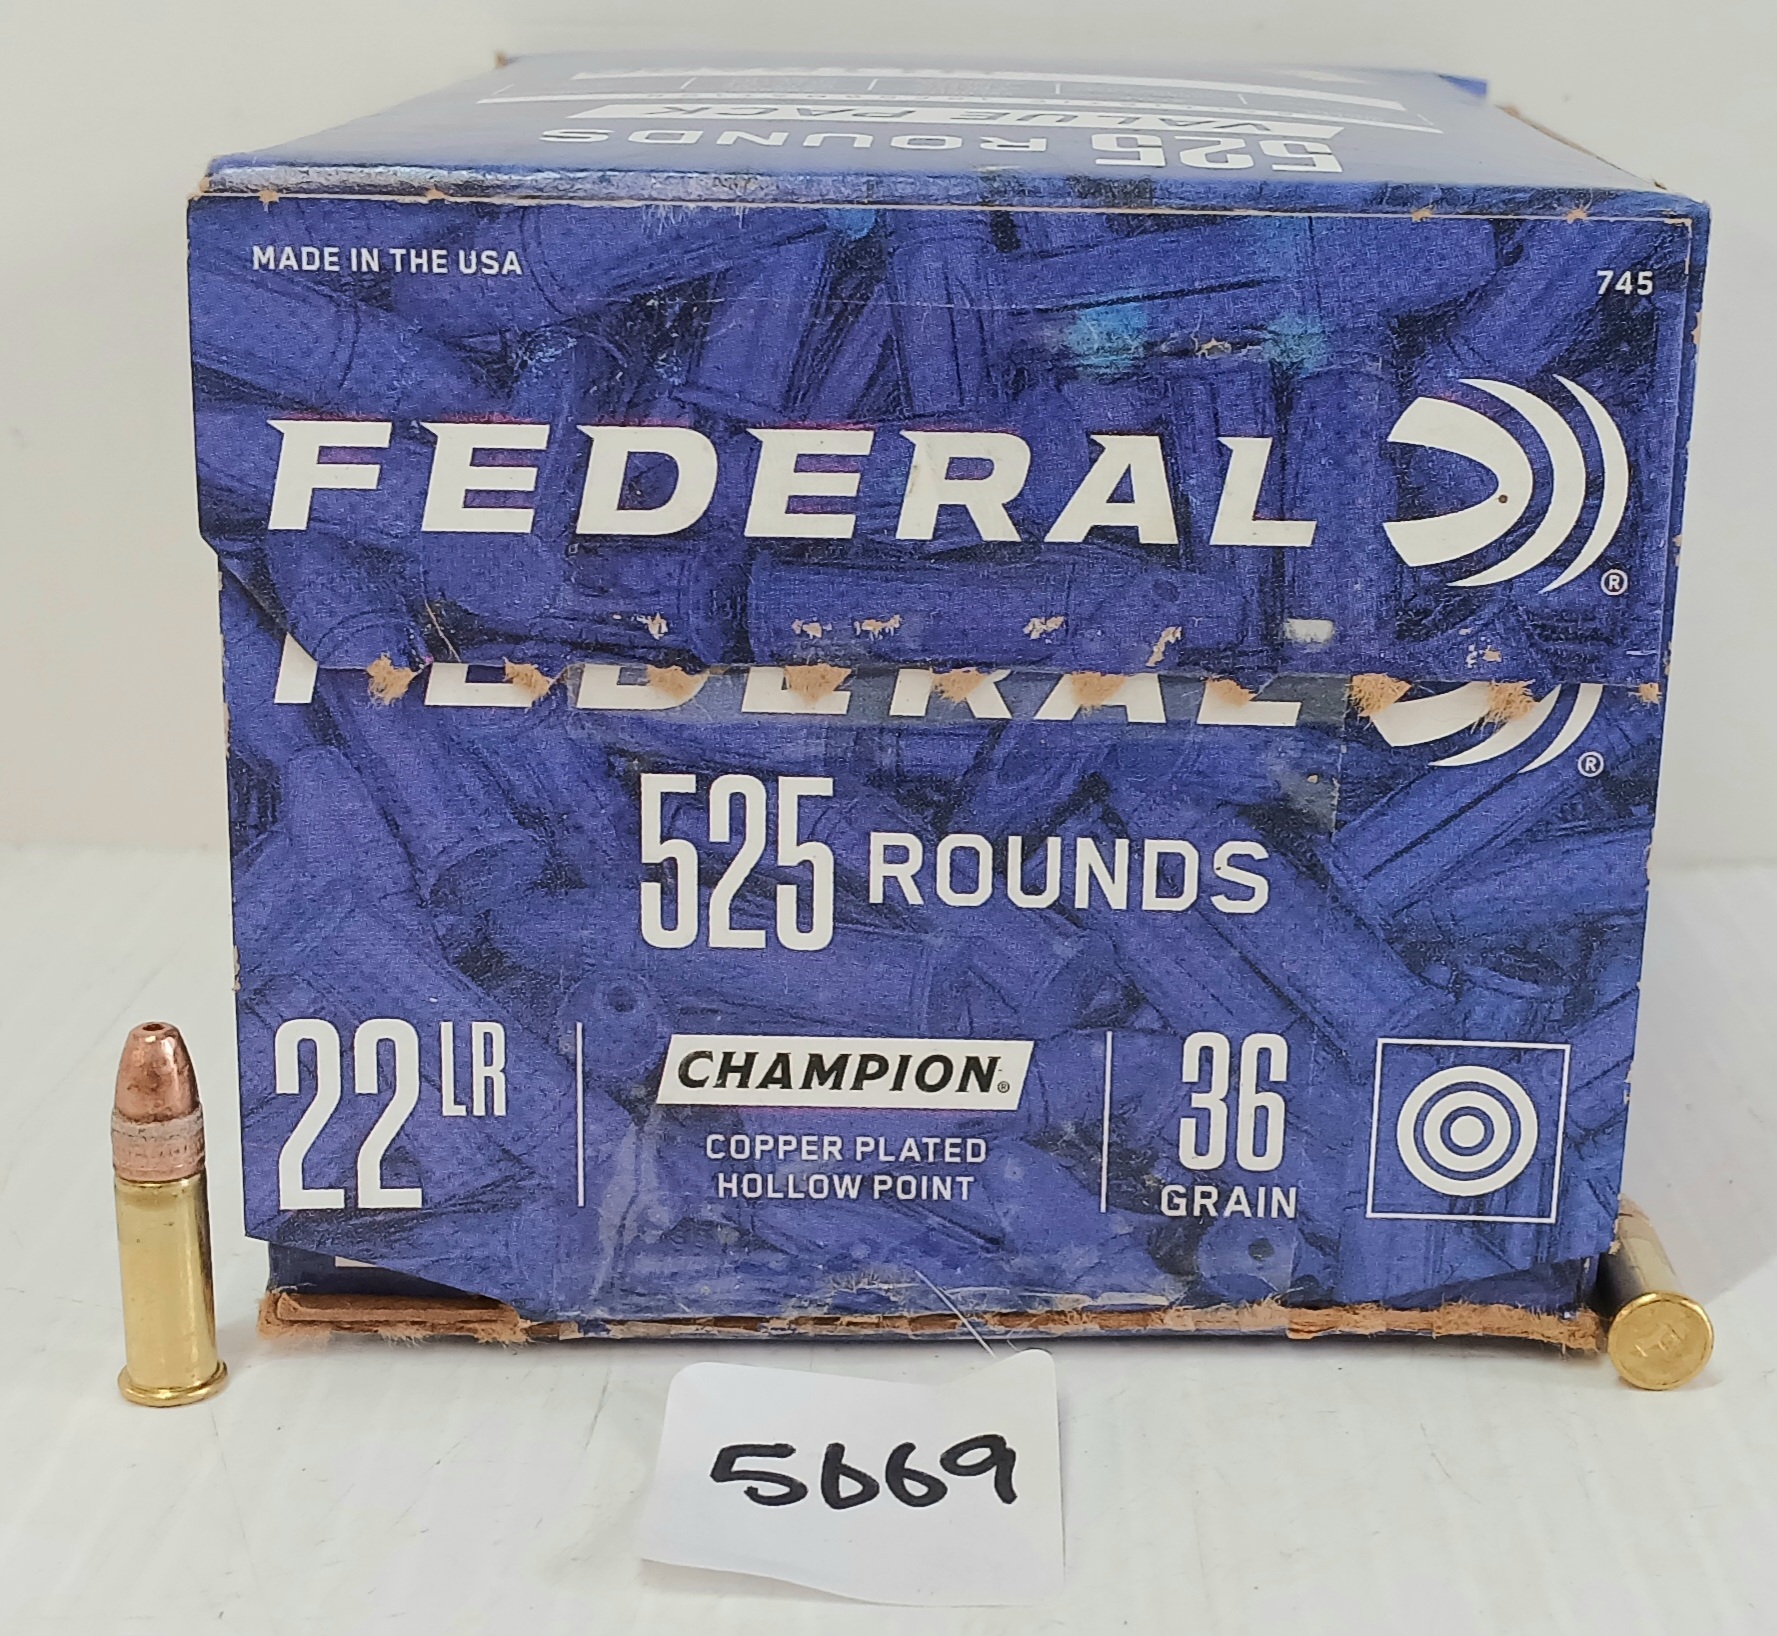 525 ROUNDS
VALUE PACK
MADE IN THE USA
745
FEDERAL ®
FEDERAL ®
525 ROUNDS
22 LR
CHAMPION®
COPPER PLATED
HOLLOW POINT
36
GRAIN
5669